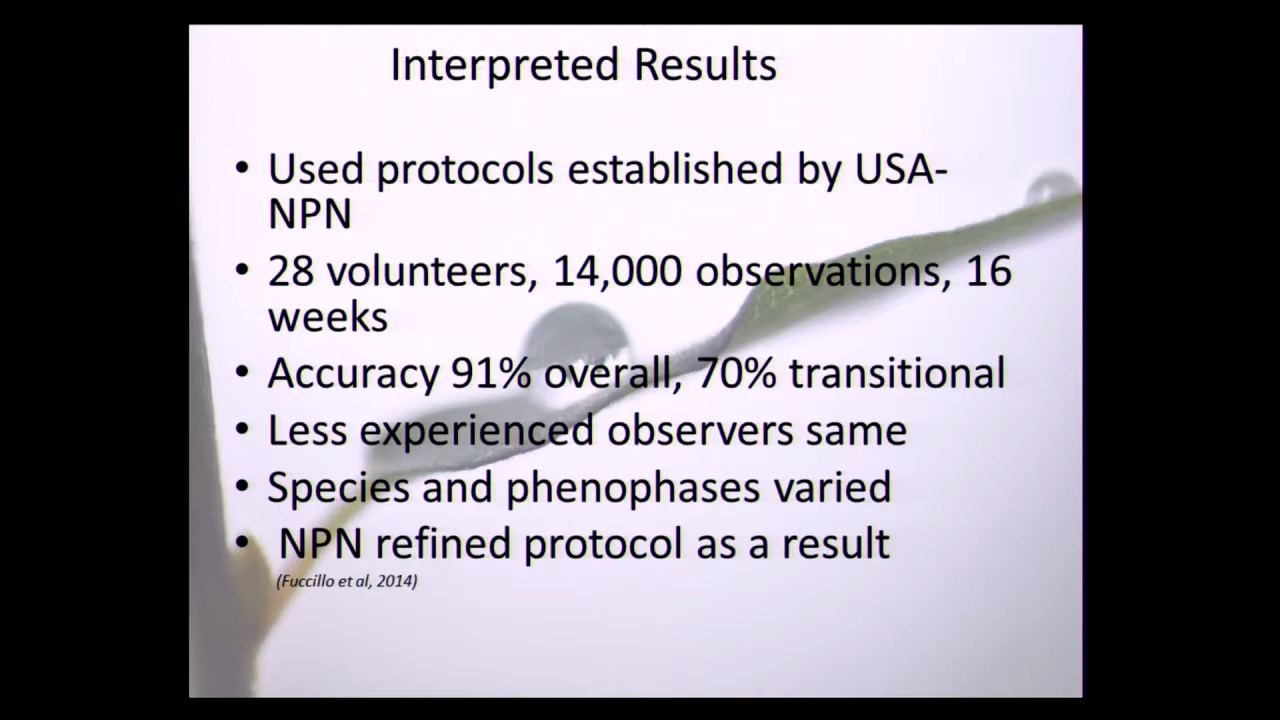 Interpreted Results
• Used protocols established by USA-
NPN
• 28 volunteers, 14,000 observations, 16
weeks
• Accuracy 91% overall, 70% transitional
• Less experienced observers same
• Species and phenophases varied
• NPN refined protocol as a result
(Fuccillo et al, 2014)